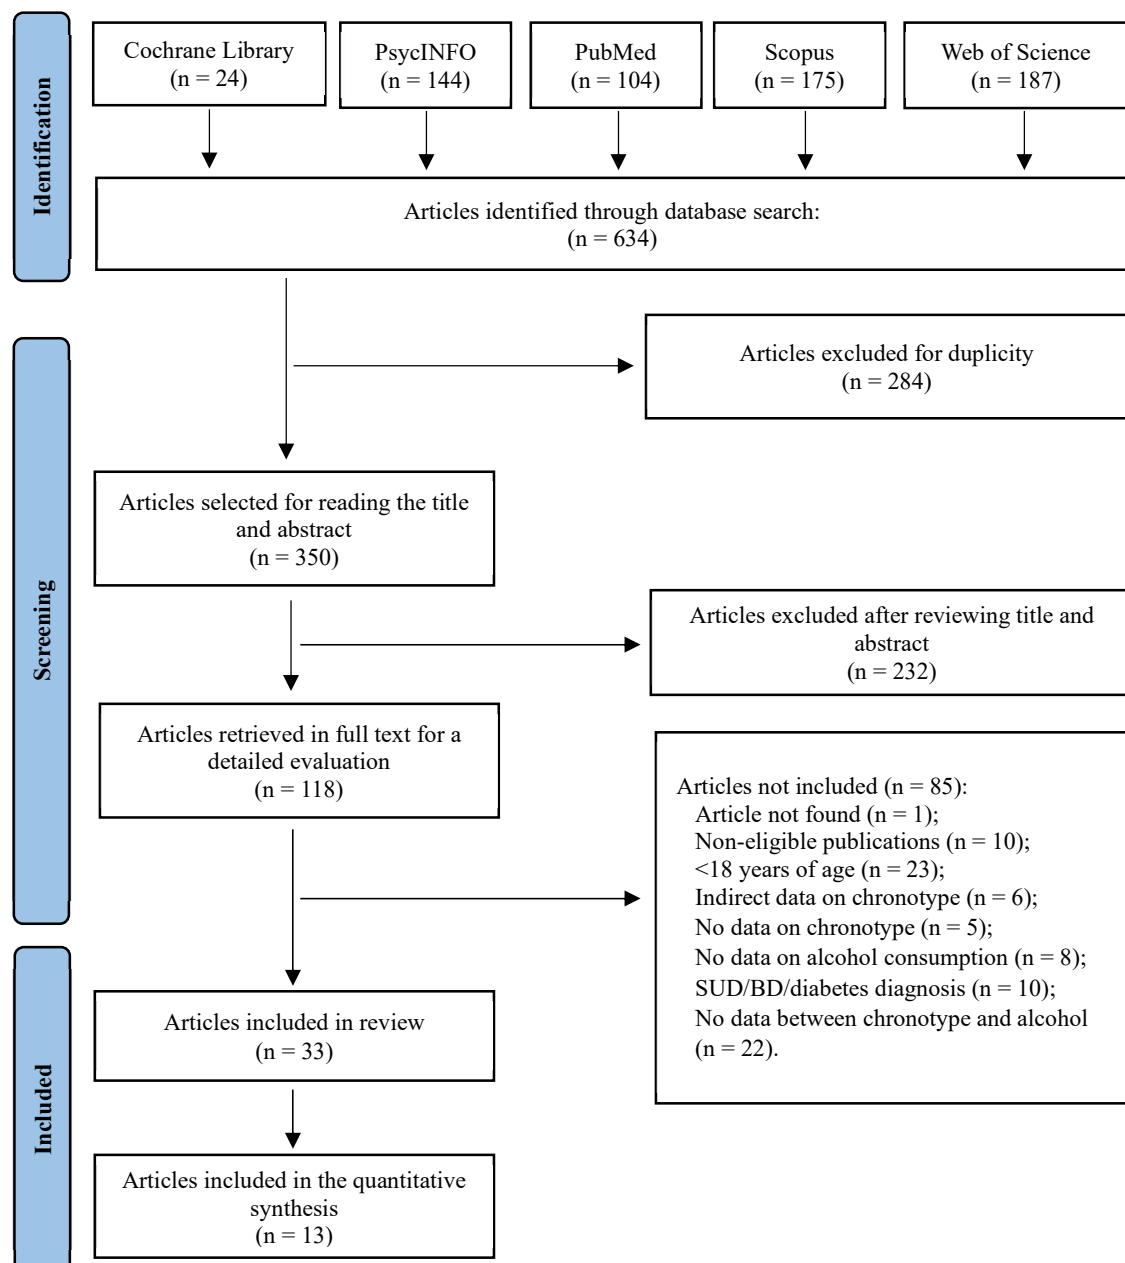 Identification
Cochrane Library
(n = 24)
PsycINFO
(n = 144)
PubMed
(n = 104)
Scopus
(n = 175)
Web of Science
(n = 187)
Articles identified through database search:
(n = 634)
Screening
Articles excluded for duplicity
(n = 284)
Articles selected for reading the title
and abstract
(n = 350)
Articles excluded after reviewing title and
abstract
(n = 232)
Articles retrieved in full text for a
detailed evaluation
(n = 118)
Articles not included (n = 85):
Article not found (n = 1);
Non-eligible publications (n = 10);
<18 years of age (n = 23);
Indirect data on chronotype (n = 6);
No data on chronotype (n = 5);
No data on alcohol consumption (n = 8);
SUD/BD/diabetes diagnosis (n = 10);
No data between chronotype and alcohol
(n = 22).
Included
Articles included in review
(n = 33)
Articles included in the quantitative
synthesis
(n = 13)